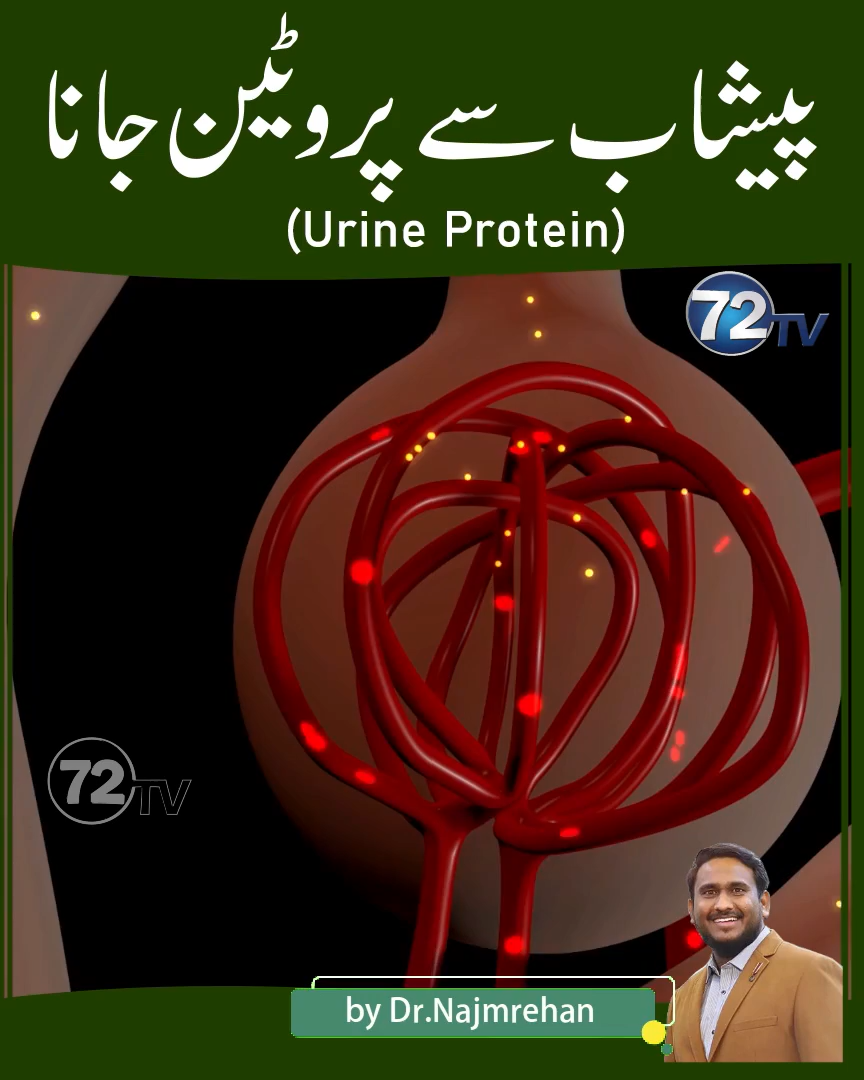 پیشاب سے پروٹین جانا
(Urine Protein)
72TV
72TV
by Dr.Najmrehan